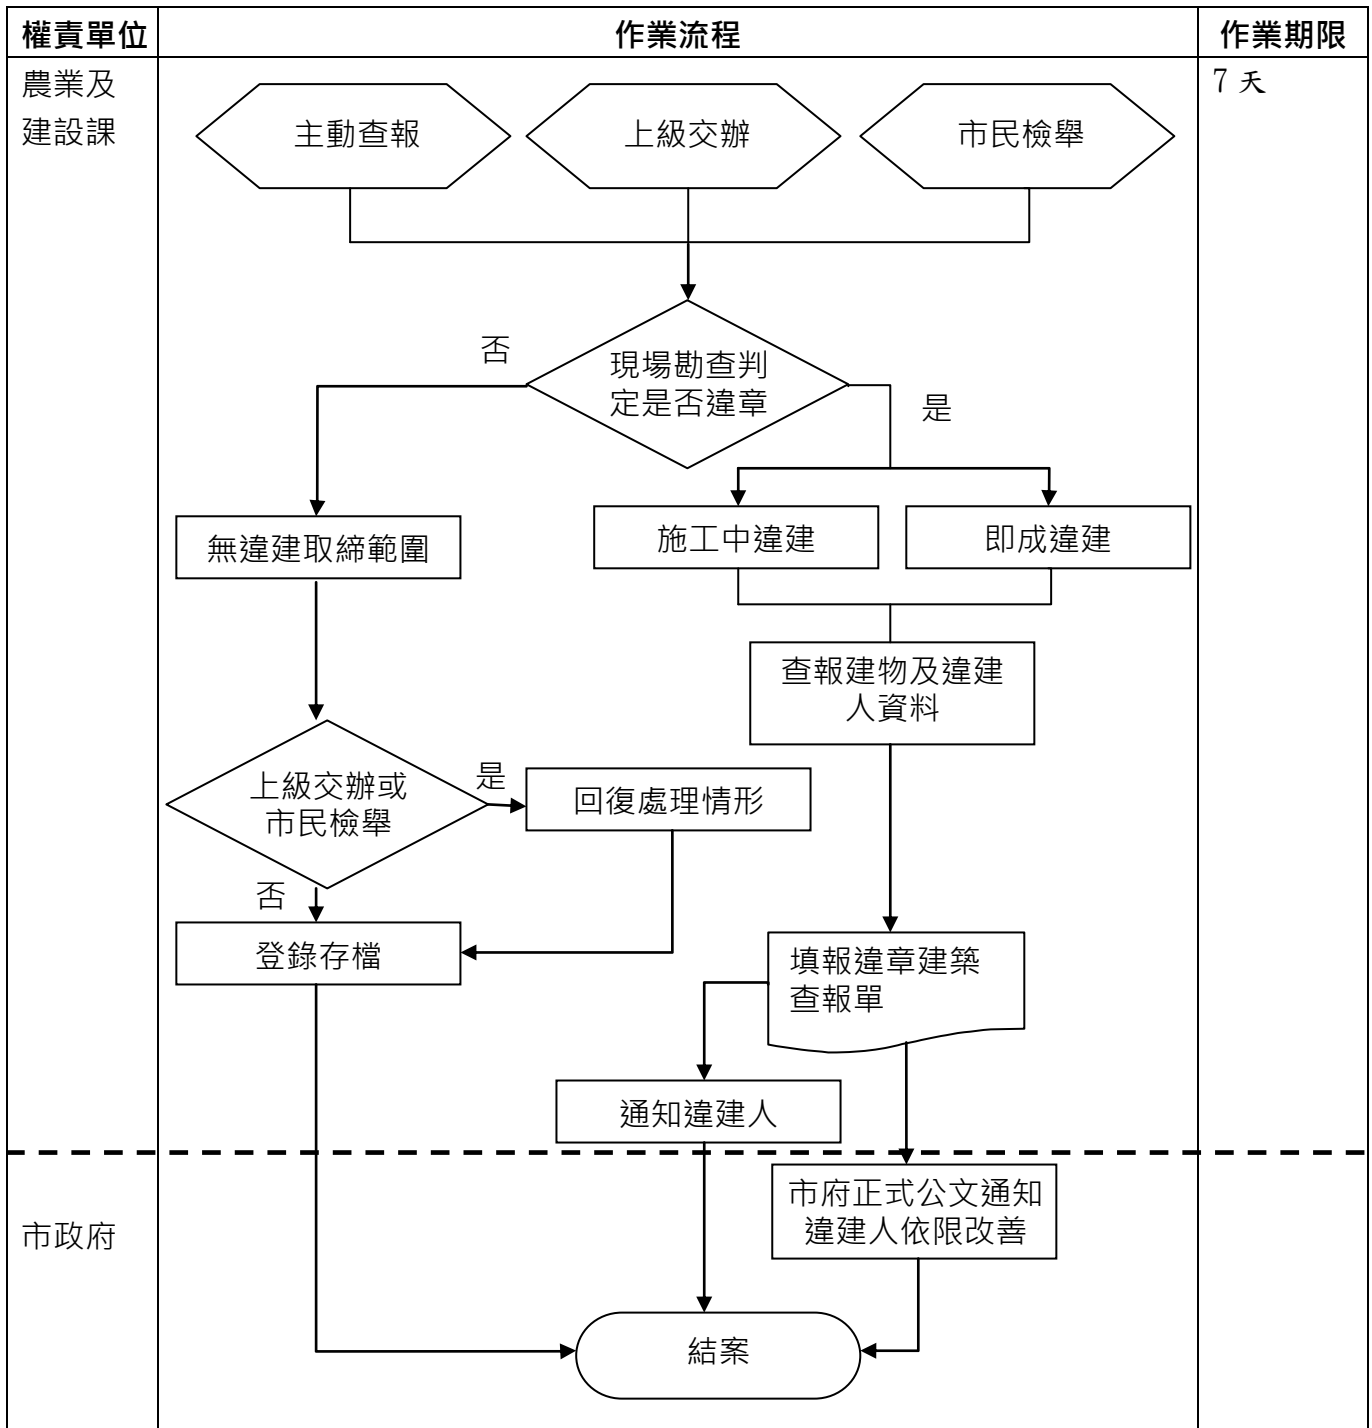 權責單位
作業流程
作業期限
農業及
建設課
7 天
主動查報
上級交辦
市民檢舉
現場勘查判
定是否違章
否
是
無違建取締範圍
施工中違建
即成違建
查報建物及違建
人資料
上級交辦或
市民檢舉
是
回復處理情形
否
登錄存檔
填報違章建築
查報單
通知違建人
市政府
市府正式公文通知
違建人依限改善
結案